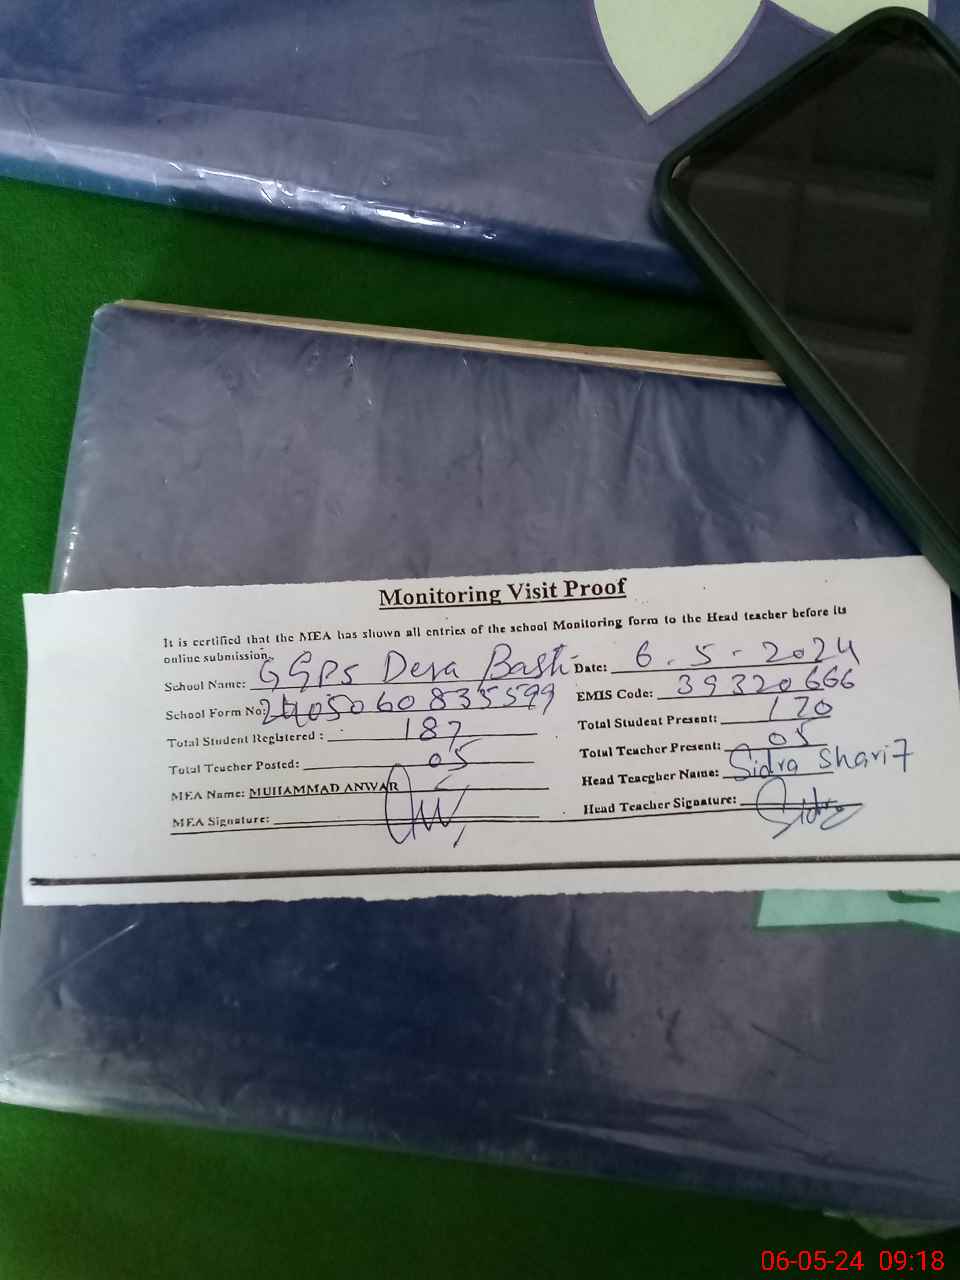 Monitoring Visit Proof
It is certified that the MEA has shown all entries of the school Monitoring form to the Head teacher before its
online submission.
School Name: GGPS Dera Basti Date: 6.5-2024
School Form No: EMIS Code: 39320666
Total Student Registered : 187 Total Student Present: 170
Total Teacher Posted: 05 Total Teacher Present: 05
MEA Name: MUHAMMAD ANWAR Head Teacgher Name: Sidra Sharif
MEA Signature: Head Teacher Signature: Sidra
06-05-24 09:18